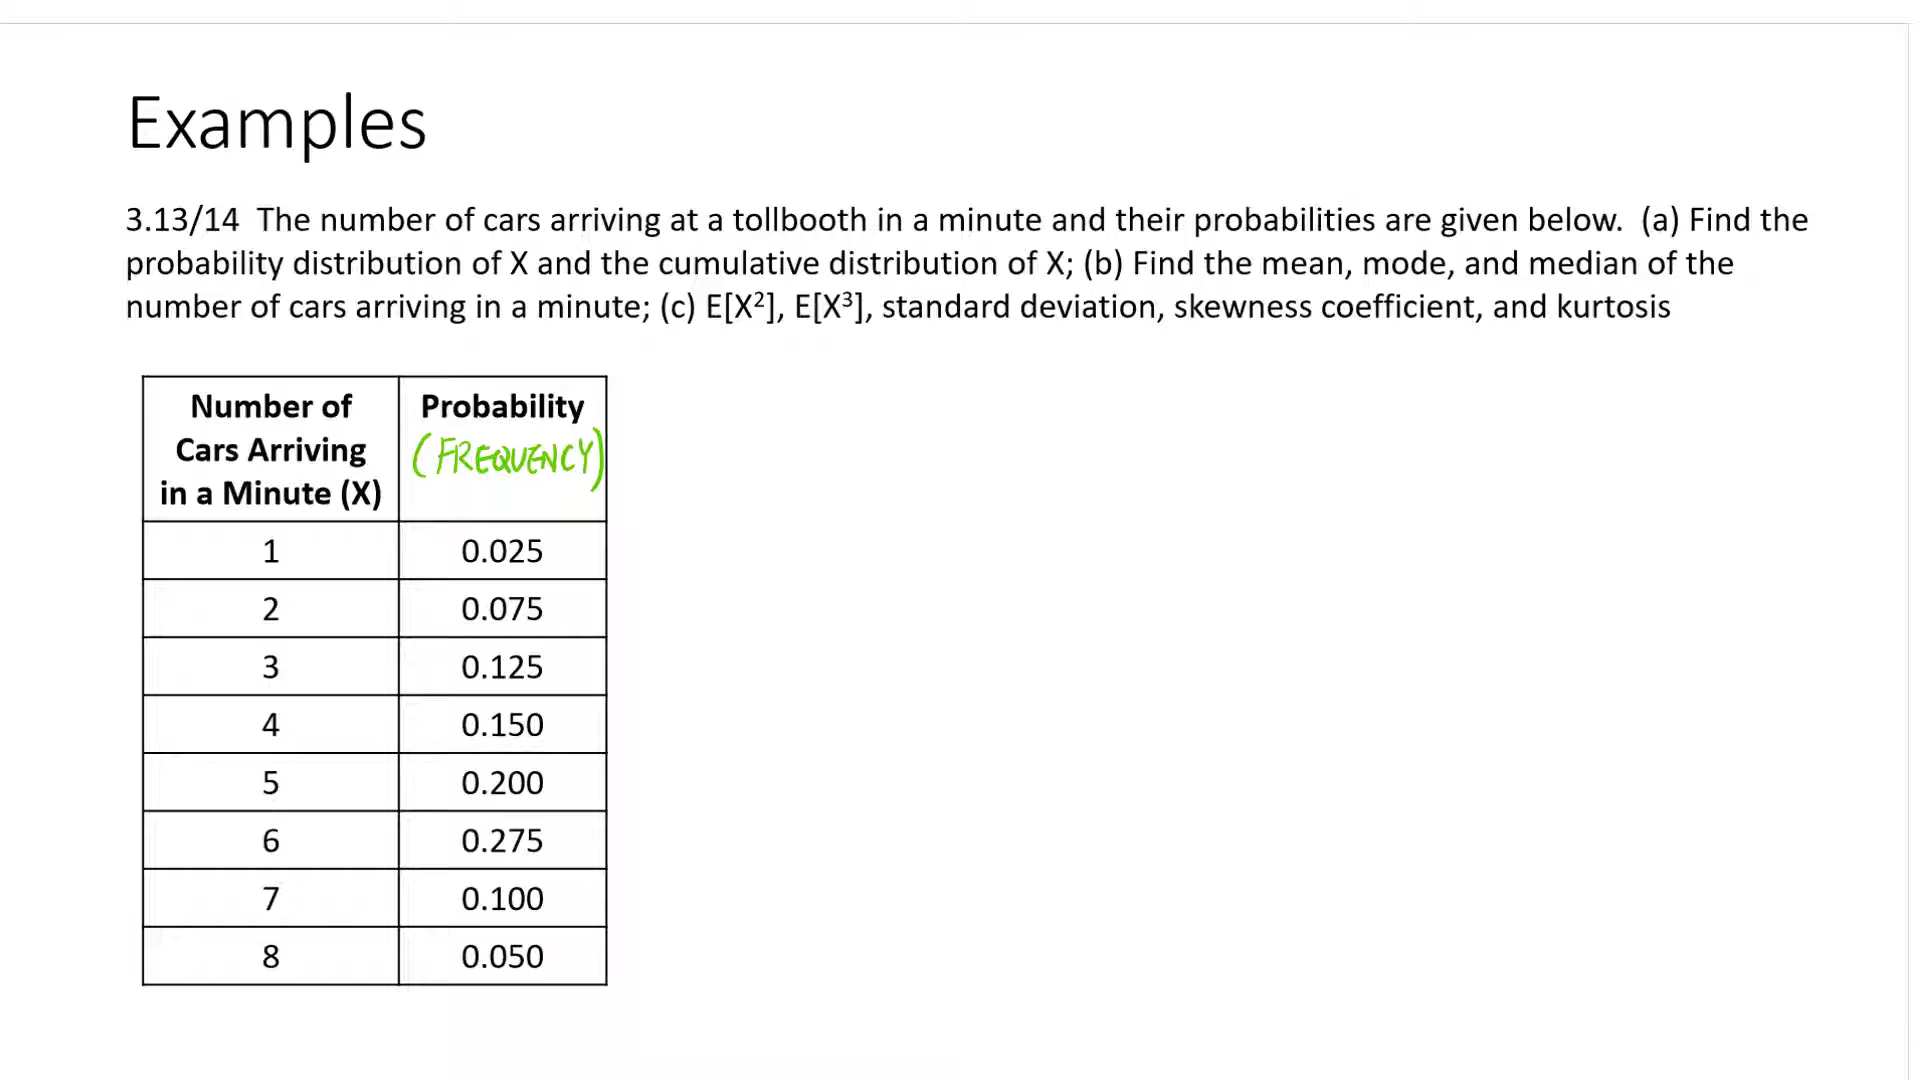 Examples
3.13/14  The number of cars arriving at a tollbooth in a minute and their probabilities are given below.  (a) Find the
probability distribution of X and the cumulative distribution of X; (b) Find the mean, mode, and median of the
number of cars arriving in a minute; (c) E[X²], E[X³], standard deviation, skewness coefficient, and kurtosis
Number of
Cars Arriving
in a Minute (X)
Probability
(FREQUENCY)
1 0.025
2 0.075
3 0.125
4 0.150
5 0.200
6 0.275
7 0.100
8 0.050